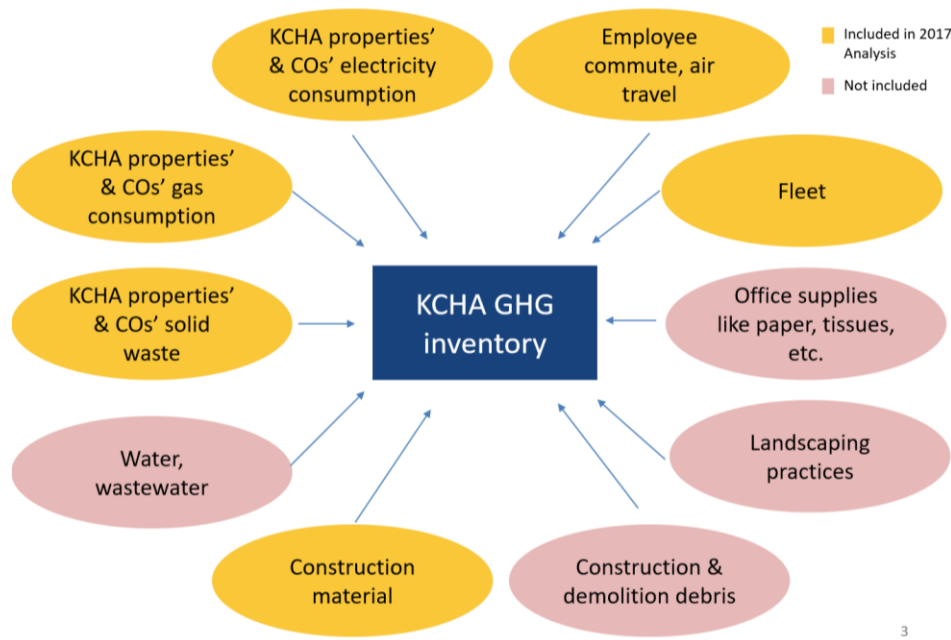 KCHA properties'
& COs' electricity
consumption
Employee
commute, air
travel
Included in 2017
Analysis
Not included
KCHA properties'
& COs' gas
consumption
Fleet
KCHA properties'
& COs' solid
waste
KCHA GHG
inventory
Office supplies
like paper, tissues,
etc.
Water,
wastewater
Landscaping
practices
Construction
material
Construction &
demolition debris
3